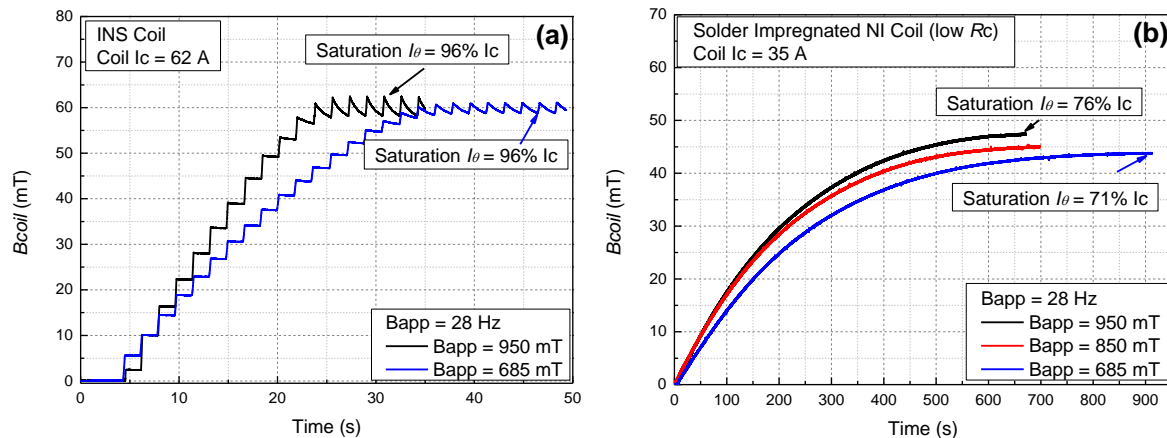 INS Coil
Coil Ic = 62 A
(a)
Saturation Iθ = 96% Ic
Saturation Iθ = 96% Ic
Bapp = 28 Hz
Bapp = 950 mT
Bapp = 685 mT
Bcoil (mT)
80
70
60
50
40
30
20
10
0
0 10 20 30 40 50
Time (s)
Solder Impregnated NI Coil (low Rc)
Coil Ic = 35 A
(b)
Saturation Iθ = 76% Ic
Saturation Iθ = 71% Ic
Bapp = 28 Hz
Bapp = 950 mT
Bapp = 850 mT
Bapp = 685 mT
Bcoil (mT)
70
60
50
40
30
20
10
0
0 100 200 300 400 500 600 700 800 900
Time (s)